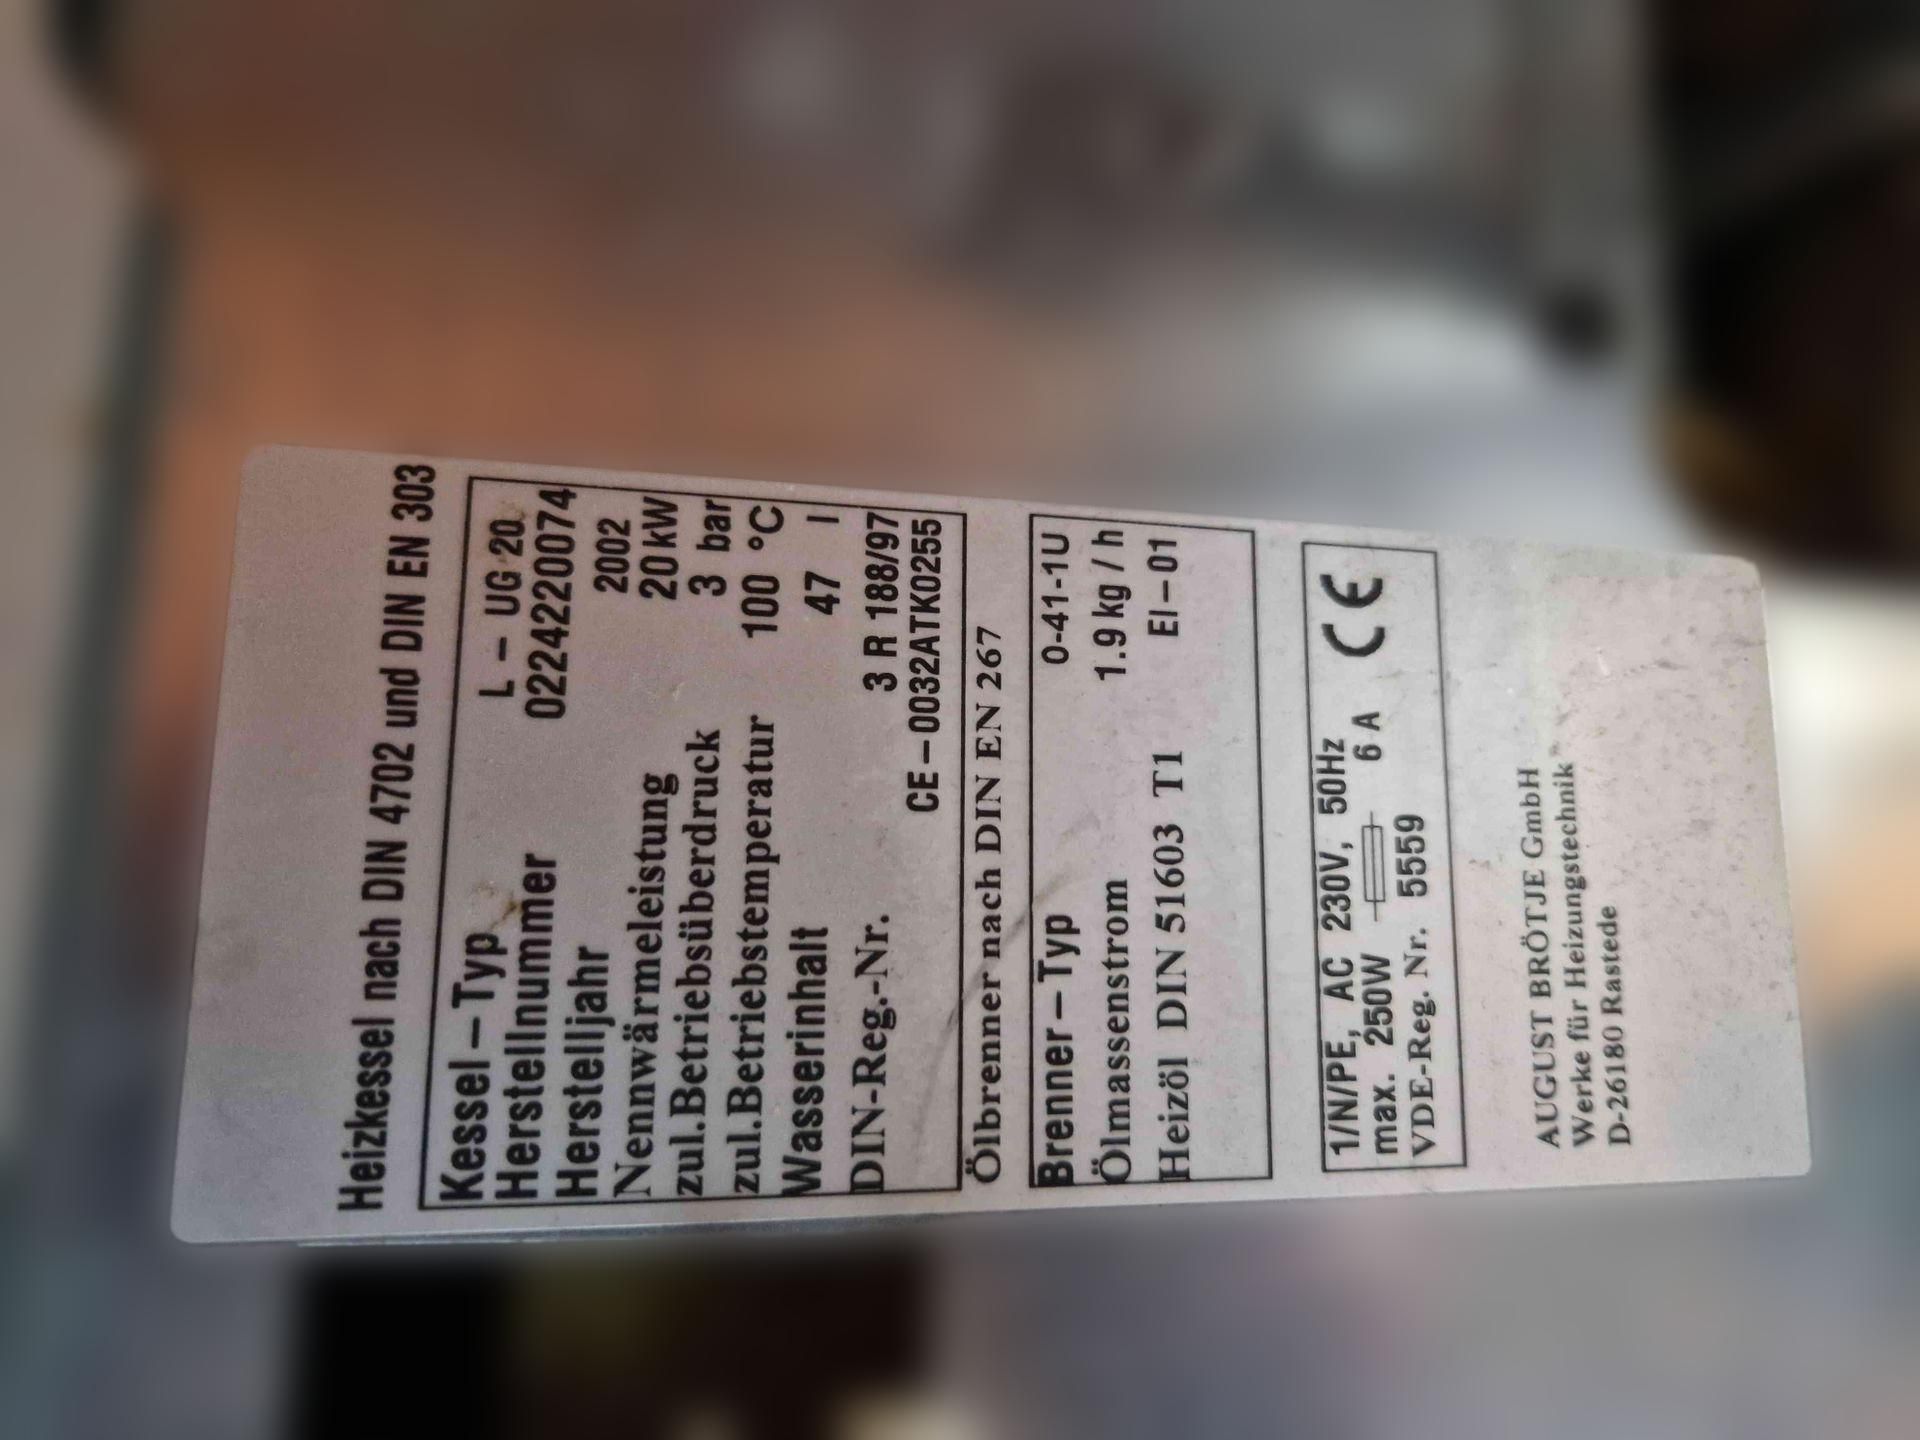 Heizkessel nach DIN 4702 und DIN EN 303
Kessel – Typ L – UG 20
Herstellnummer 0224220074
Herstelljahr 2002
Nennwärmeleistung 20 kW
zul.Betriebsüberdruck 3 bar
zul.Betriebstemperatur 100 °C
Wasserinhalt 47 l
DIN-Reg.-Nr. 3 R 188/97
CE – 0032ATK0255
Ölbrenner nach DIN EN 267
Brenner – Typ 0-41-1U
Ölmassenstrom 1.9 kg / h
Heizöl DIN 51603 T1 El – 01
1/N/PE, AC 230V, 50Hz
max. 250W 6 A CE
VDE-Reg. Nr. 5559
AUGUST BRÖTJE GmbH
Werke für Heizungstechnik
D-26180 Rastede